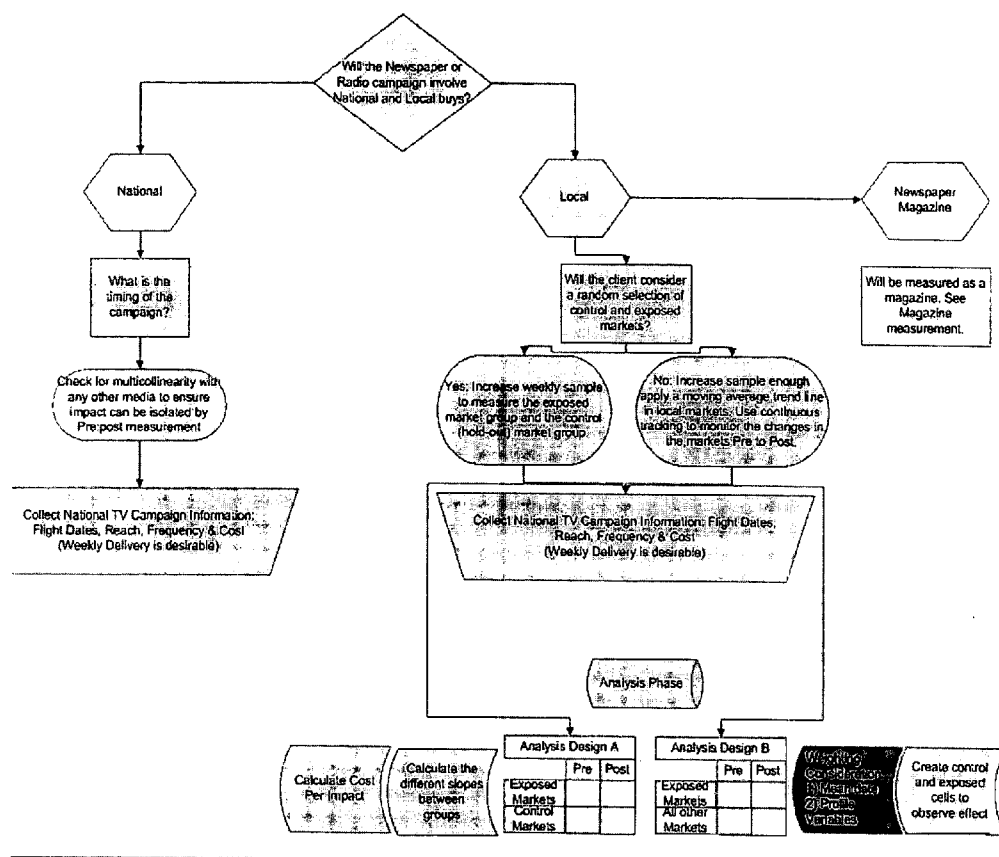 Will the Newspaper or
Radio campaign involve
National and Local buys?
National
Local
Newspaper
Magazine
What is the
timing of the
campaign?
Will the client consider
a random selection of
control and exposed
markets?
Will be measured as a
magazine. See
Magazine
measurement.
Check for multicollinearity with
any other media to ensure
impact can be isolated by
Pre:post measurement
Yes: Increase weekly sample
to measure the exposed
market group and the control
(hold-out) market group.
No: Increase sample enough
apply a moving average trend line
in local markets. Use continuous
tracking to monitor the changes in
the markets Pre to Post.
Collect National TV Campaign Information:
Flight Dates, Reach, Frequency & Cost
(Weekly Delivery is desirable)
Collect National TV Campaign Information: Flight Dates,
Reach, Frequency & Cost
(Weekly Delivery is desirable)
Analysis Phase
Calculate Cost
Per Impact
Calculate the
different slopes
between
groups
Analysis Design A
Pre Post
Exposed
Markets
Control
Markets
Analysis Design B
Pre Post
Exposed
Markets
All other
Markets
Weighting
Consideration
1) Mean data
2) Profile
Variables
Create control
and exposed
cells to
observe effect